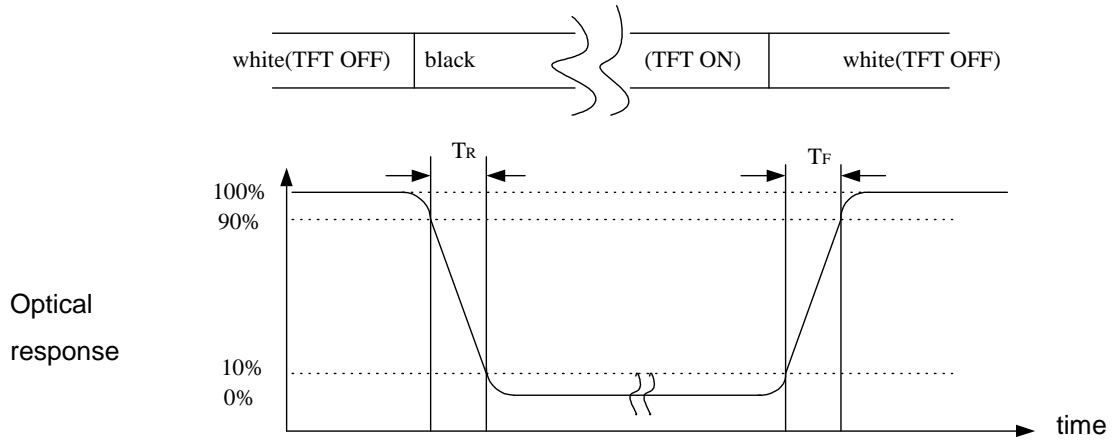 white(TFT OFF) black (TFT ON) white(TFT OFF)
TR TF
100%
90%
Optical
response
10%
0%
time